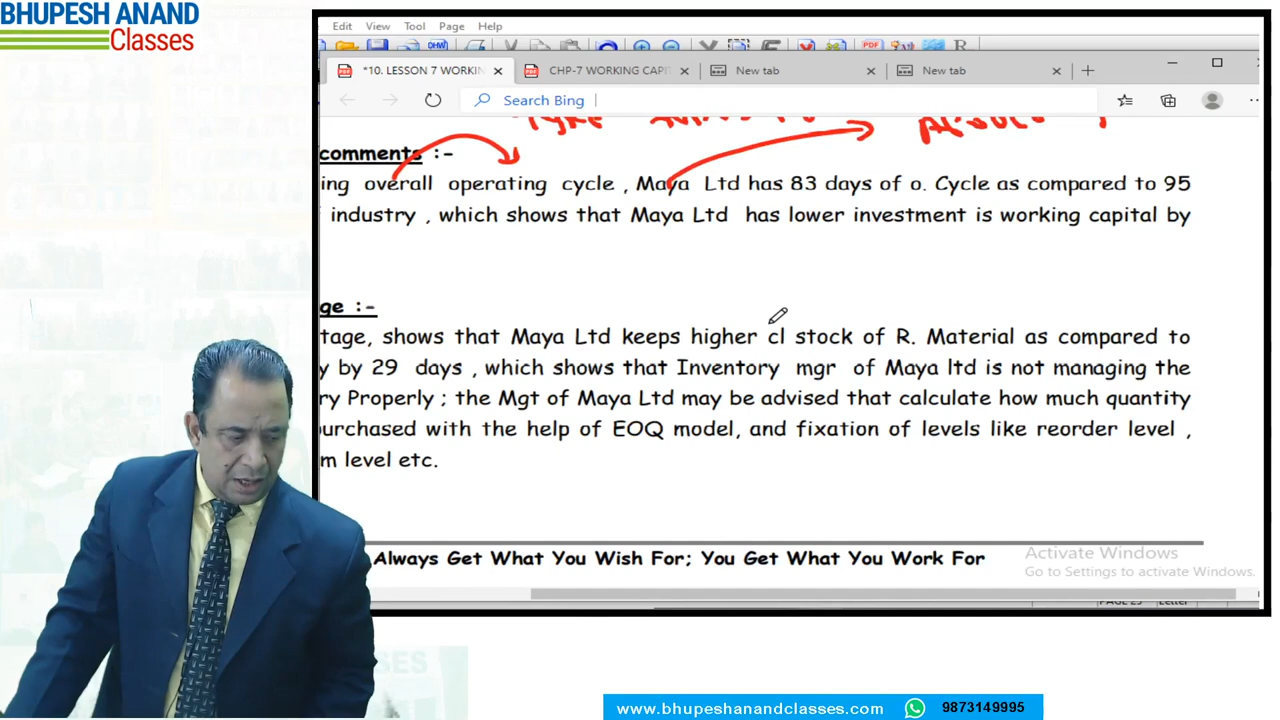 BHUPESH ANAND
Classes
Edit View Tool Page Help
DHW PDF R
*10. LESSON 7 WORKIN
CHP-7 WORKING CAPI
New tab
New tab
Search Bing
comments :-
ing overall operating cycle , Maya Ltd has 83 days of o. Cycle as compared to 95
industry , which shows that Maya Ltd has lower investment is working capital by
ge :-
tage, shows that Maya Ltd keeps higher cl stock of R. Material as compared to
y by 29 days , which shows that Inventory mgr of Maya ltd is not managing the
ry Properly ; the Mgt of Maya Ltd may be advised that calculate how much quantity
urchased with the help of EOQ model, and fixation of levels like reorder level ,
m level etc.
Always Get What You Wish For; You Get What You Work For
Activate Windows
Go to Settings to activate Windows.
SES
www.bhupeshanandclasses.com 9873149995